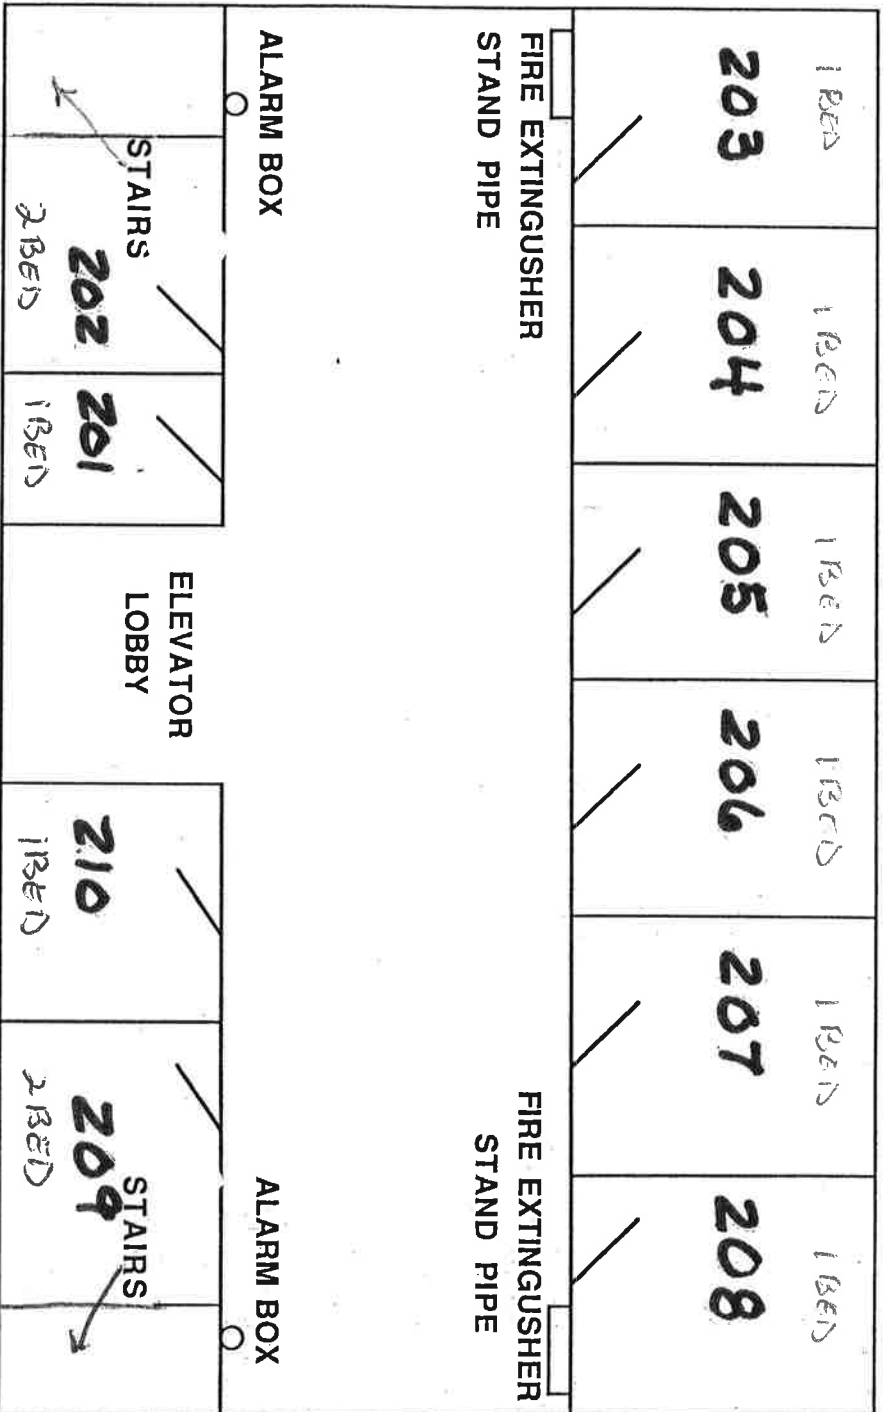 1 BED
203
1 BED
204
1 BED
205
1 BED
206
1 BED
207
1 BED
208
FIRE EXTINGUSHER
STAND PIPE
FIRE EXTINGUSHER
STAND PIPE
ALARM BOX
ALARM BOX
STAIRS
202
2 BED
201
1 BED
ELEVATOR
LOBBY
210
1 BED
STAIRS
209
2 BED